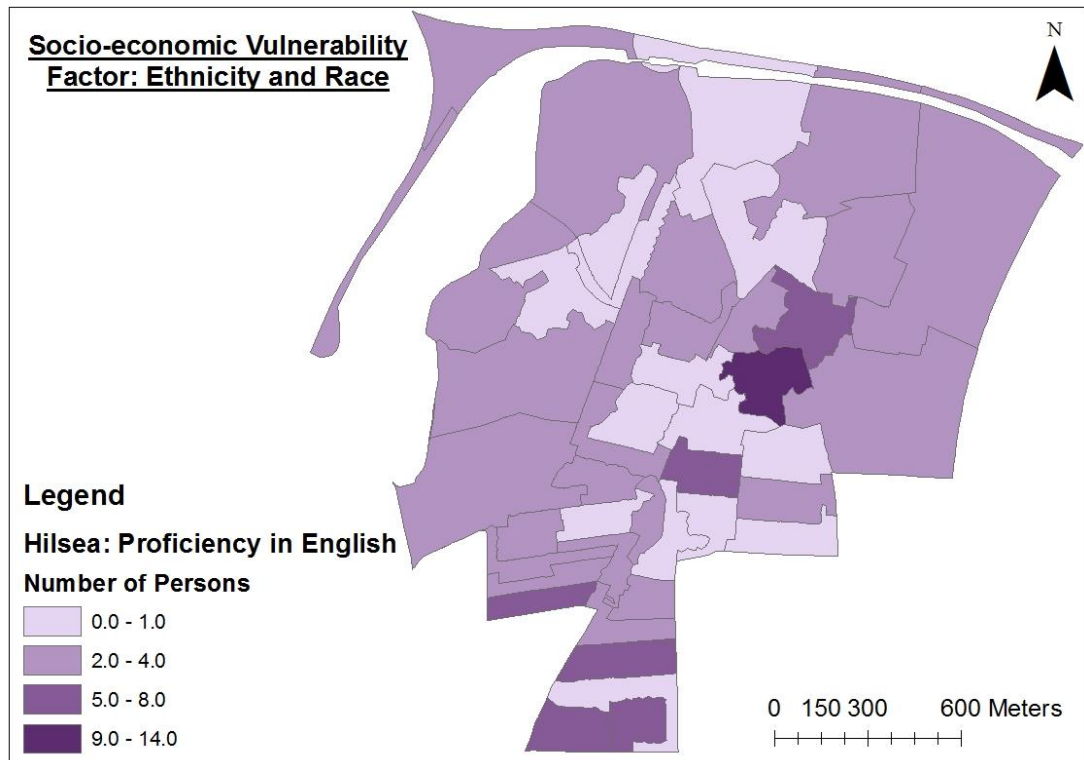 Socio-economic Vulnerability
Factor: Ethnicity and Race
N
Legend
Hilsea: Proficiency in English
Number of Persons
0.0 - 1.0
2.0 - 4.0
5.0 - 8.0
9.0 - 14.0
0 150 300 600 Meters